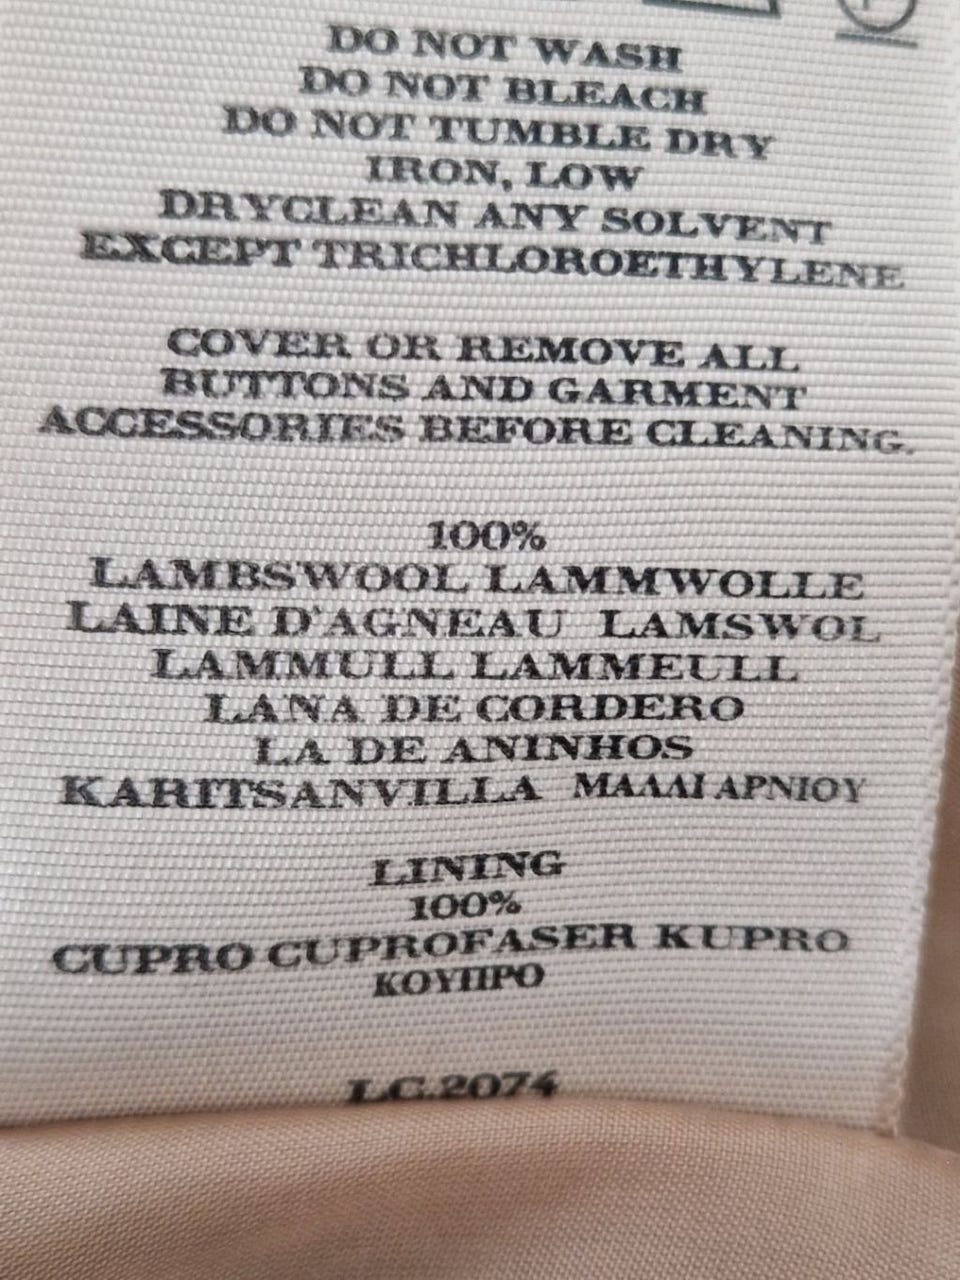 DO NOT WASH
DO NOT BLEACH
DO NOT TUMBLE DRY
IRON, LOW
DRYCLEAN ANY SOLVENT
EXCEPT TRICHLOROETHYLENE
COVER OR REMOVE ALL
BUTTONS AND GARMENT
ACCESSORIES BEFORE CLEANING.
100%
LAMBSWOOL LAMMWOLLE
LAINE D'AGNEAU LAMSWOL
LAMMULL LAMMEULL
LANA DE CORDERO
LA DE ANINHOS
KARITSANVILLA ΜΑΛΛΙ ΑΡΝΙΟΥ
LINING
100%
CUPRO CUPROFASER KUPRO
ΚΟΥΠΡΟ
LC.2074